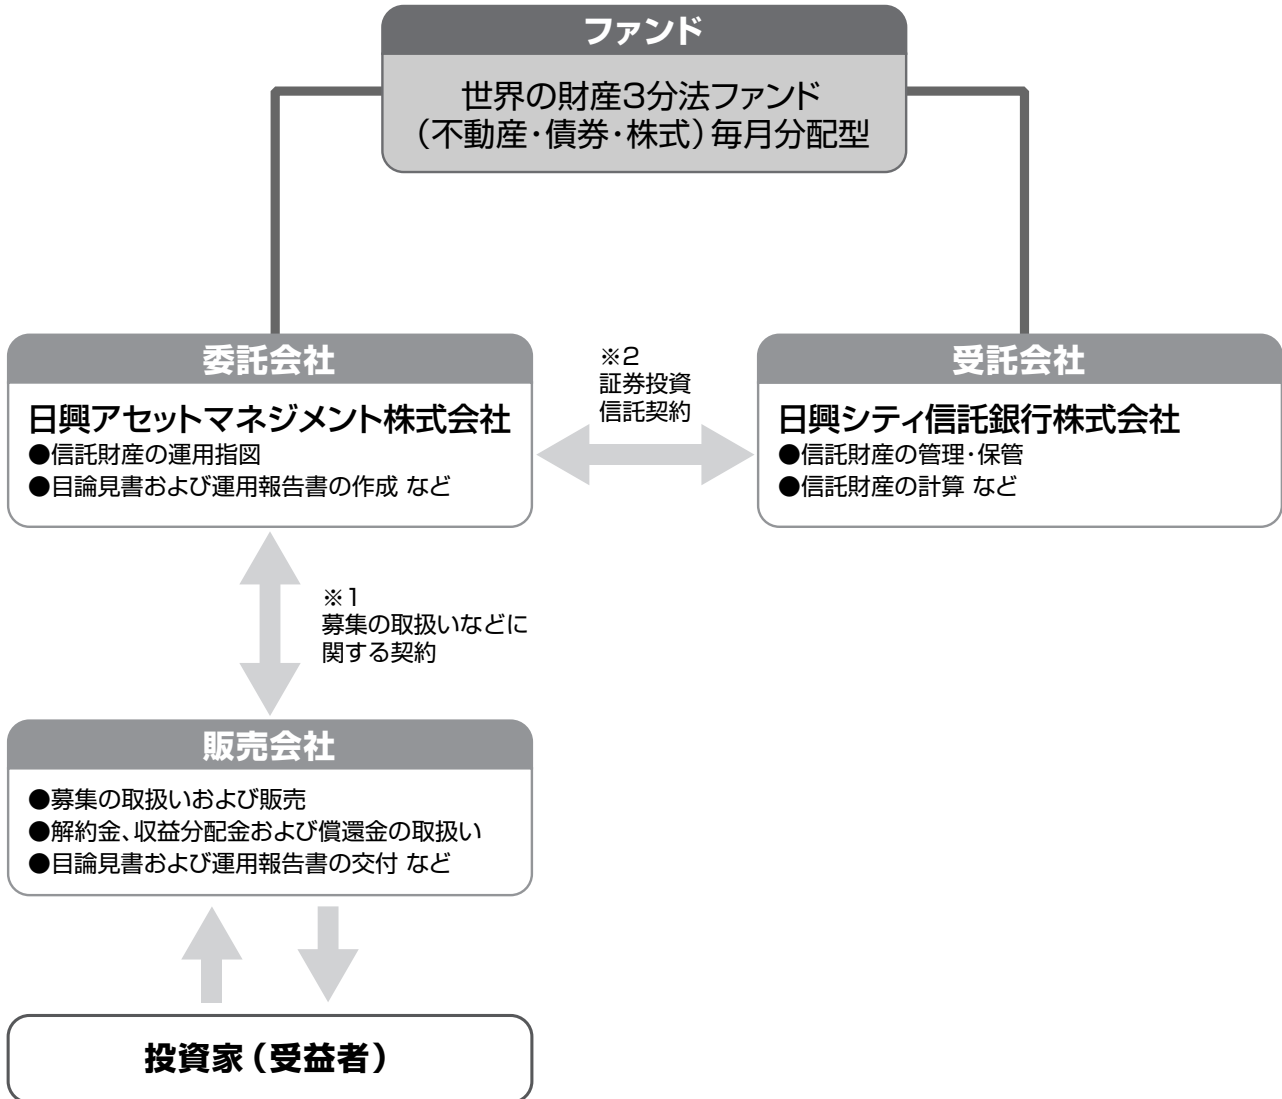 ファンド
世界の財産3分法ファンド
(不動産・債券・株式)毎月分配型
委託会社
日興アセットマネジメント株式会社
●信託財産の運用指図
●目論見書および運用報告書の作成 など
※2
証券投資
信託契約
受託会社
日興シティ信託銀行株式会社
●信託財産の管理・保管
●信託財産の計算 など
※1
募集の取扱いなどに
関する契約
販売会社
●募集の取扱いおよび販売
●解約金、収益分配金および償還金の取扱い
●目論見書および運用報告書の交付 など
投資家(受益者)